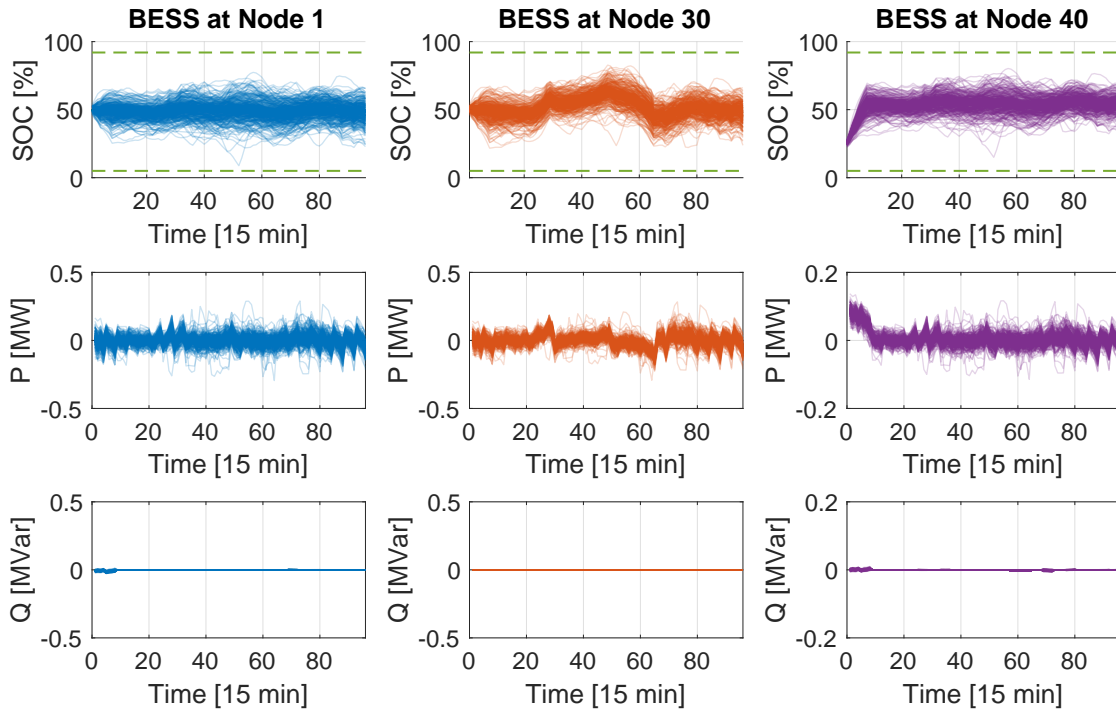 BESS at Node 1
BESS at Node 30
BESS at Node 40
100
50
0
SOC [%]
0 20 40 60 80
Time [15 min]
100
50
0
SOC [%]
0 20 40 60 80
Time [15 min]
100
50
0
SOC [%]
0 20 40 60 80
Time [15 min]
0.5
0
-0.5
P [MW]
0 20 40 60 80
Time [15 min]
0.5
0
-0.5
P [MW]
0 20 40 60 80
Time [15 min]
0.2
0
-0.2
P [MW]
0 20 40 60 80
Time [15 min]
0.5
0
-0.5
Q [MVar]
0 20 40 60 80
Time [15 min]
0.5
0
-0.5
Q [MVar]
0 20 40 60 80
Time [15 min]
0.2
0
-0.2
Q [MVar]
0 20 40 60 80
Time [15 min]